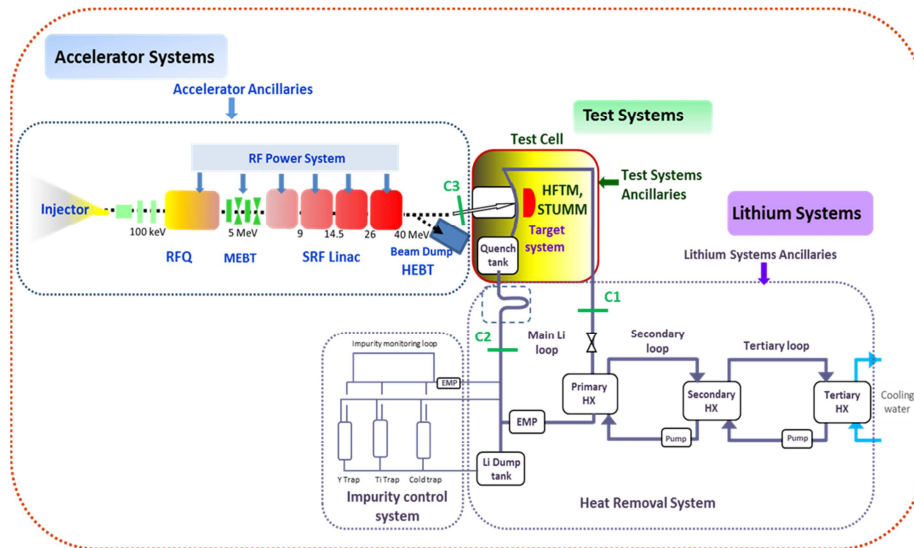 Accelerator Systems
Accelerator Ancillaries
RF Power System
Injector
100 keV
RFQ
5 MeV
MEBT
9
14.5
26
40 MeV
SRF Linac
Beam Dump
HEBT
C3
Test Systems
Test Cell
HFTM,
STUMM
Target
system
Quench
tank
Test Systems
Ancillaries
Lithium Systems
Lithium Systems Ancillaries
C1
C2
Main Li
loop
Secondary
loop
Tertiary loop
Impurity monitoring loop
EMP
EMP
Primary
HX
Secondary
HX
Tertiary
HX
Cooling
water
Pump
Pump
Li Dump
tank
Y Trap
Ti Trap
Cold trap
Impurity control
system
Heat Removal System